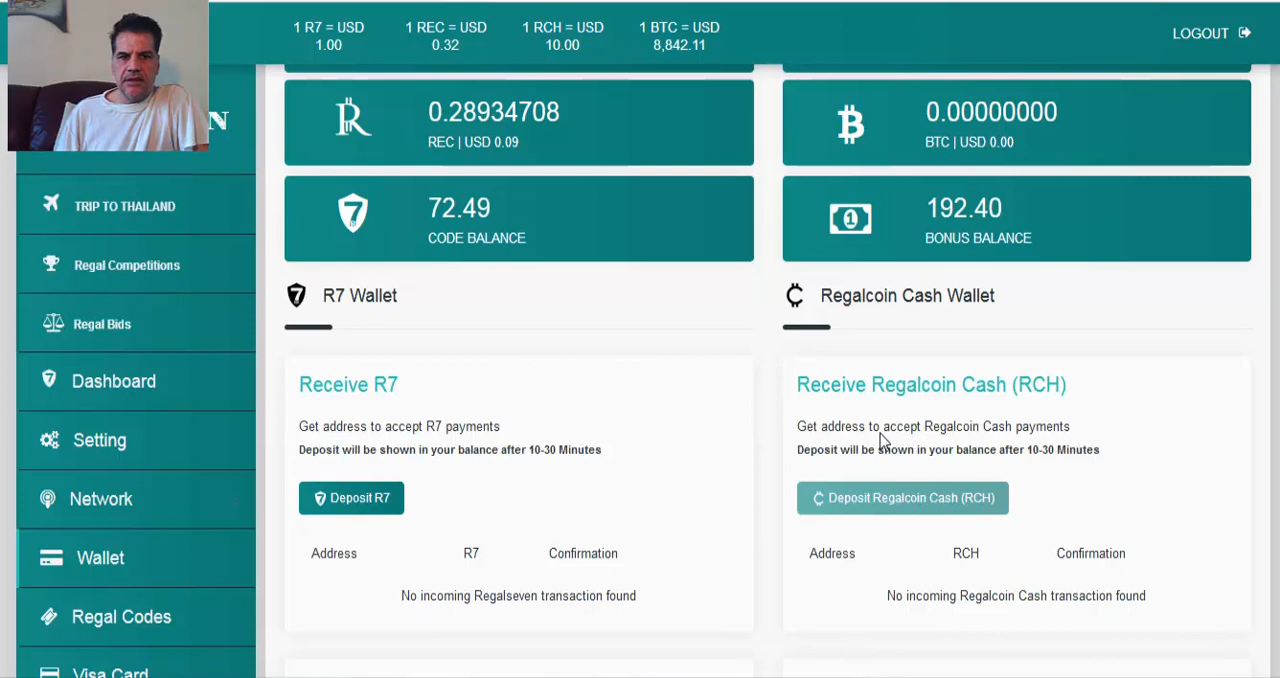 1 R7 = USD 1.00
1 REC = USD 0.32
1 RCH = USD 10.00
1 BTC = USD 8,842.11
LOGOUT
N
0.28934708
REC | USD 0.09
0.00000000
BTC | USD 0.00
72.49
CODE BALANCE
192.40
BONUS BALANCE
TRIP TO THAILAND
Regal Competitions
Regal Bids
Dashboard
Setting
Network
Wallet
Regal Codes
Visa Card
R7 Wallet
Receive R7
Get address to accept R7 payments
Deposit will be shown in your balance after 10-30 Minutes
Deposit R7
Address R7 Confirmation
No incoming Regalseven transaction found
Regalcoin Cash Wallet
Receive Regalcoin Cash (RCH)
Get address to accept Regalcoin Cash payments
Deposit will be shown in your balance after 10-30 Minutes
Deposit Regalcoin Cash (RCH)
Address RCH Confirmation
No incoming Regalcoin Cash transaction found